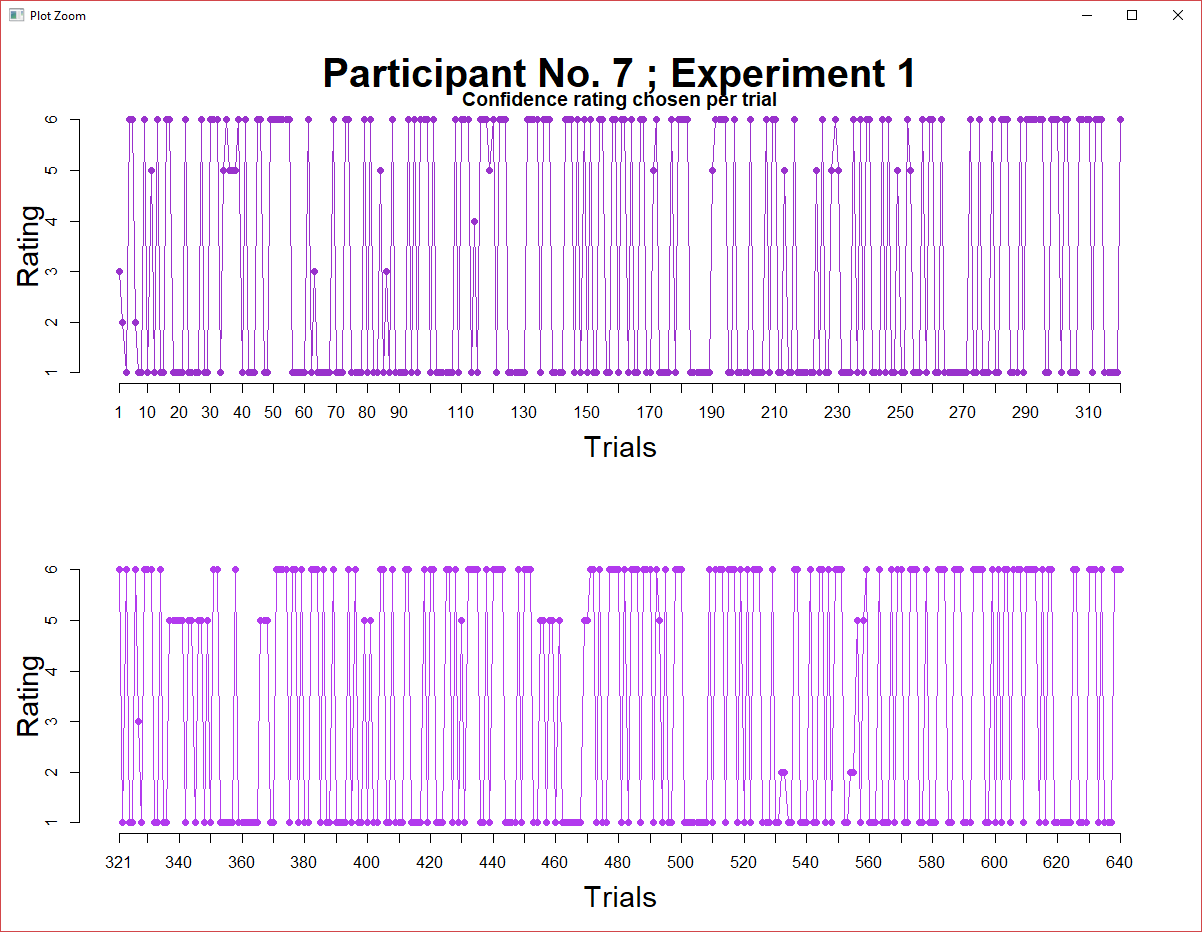 Plot Zoom
Participant No. 7 ; Experiment 1
Confidence rating chosen per trial
Rating
6
5
4
3
2
1
1 10 20 30 40 50 60 70 80 90 110 130 150 170 190 210 230 250 270 290 310
Trials
Rating
6
5
4
3
2
1
321 340 360 380 400 420 440 460 480 500 520 540 560 580 600 620 640
Trials